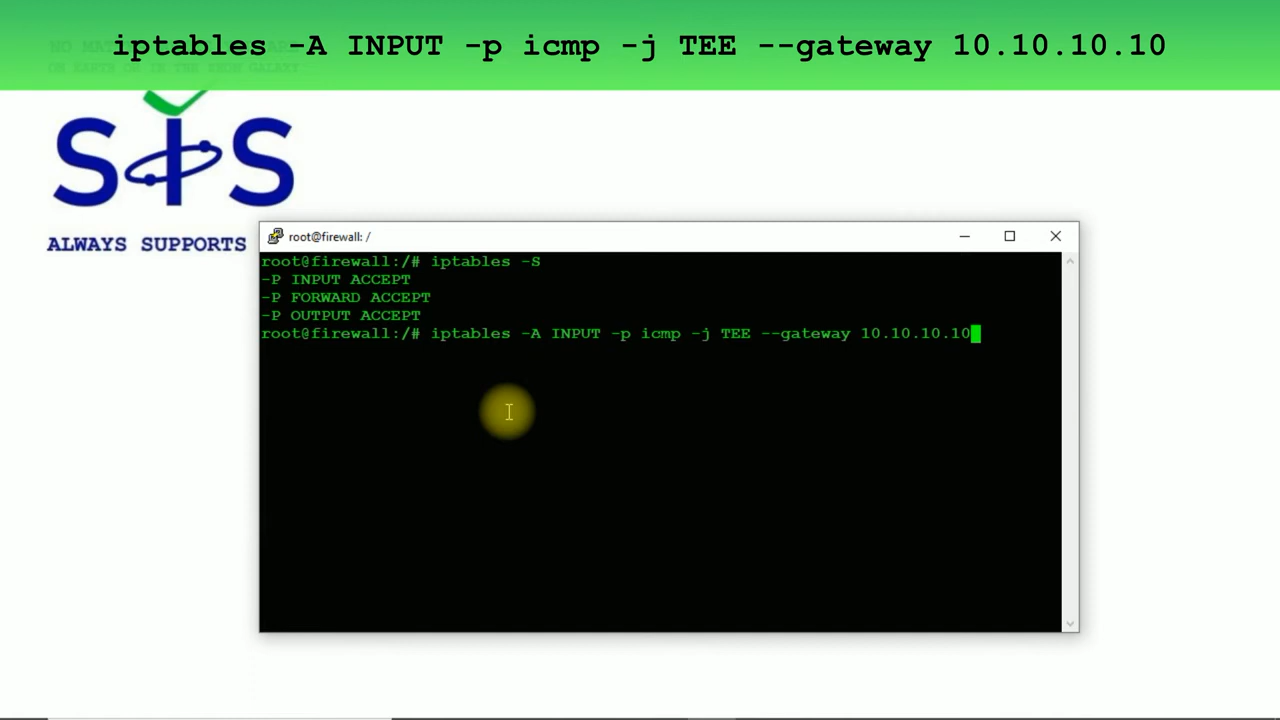 iptables -A INPUT -p icmp -j TEE --gateway 10.10.10.10
SIS
ALWAYS SUPPORTS
root@firewall: /
root@firewall:/# iptables -S
-P INPUT ACCEPT
-P FORWARD ACCEPT
-P OUTPUT ACCEPT
root@firewall:/# iptables -A INPUT -p icmp -j TEE --gateway 10.10.10.10